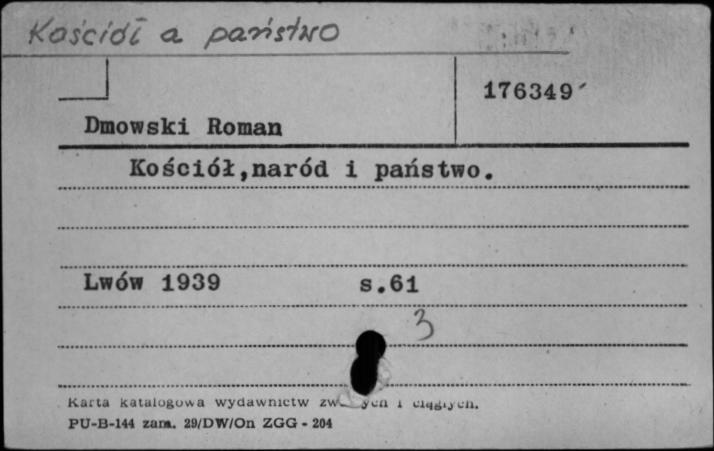 Kościół a państwo
176349
Dmowski Roman
Kościół,naród i państwo.
Lwów 1939 s.61
3
Karta katalogowa wydawnictw ciągłych.
PU-B-144 zam. 29/DW/On ZGG - 204